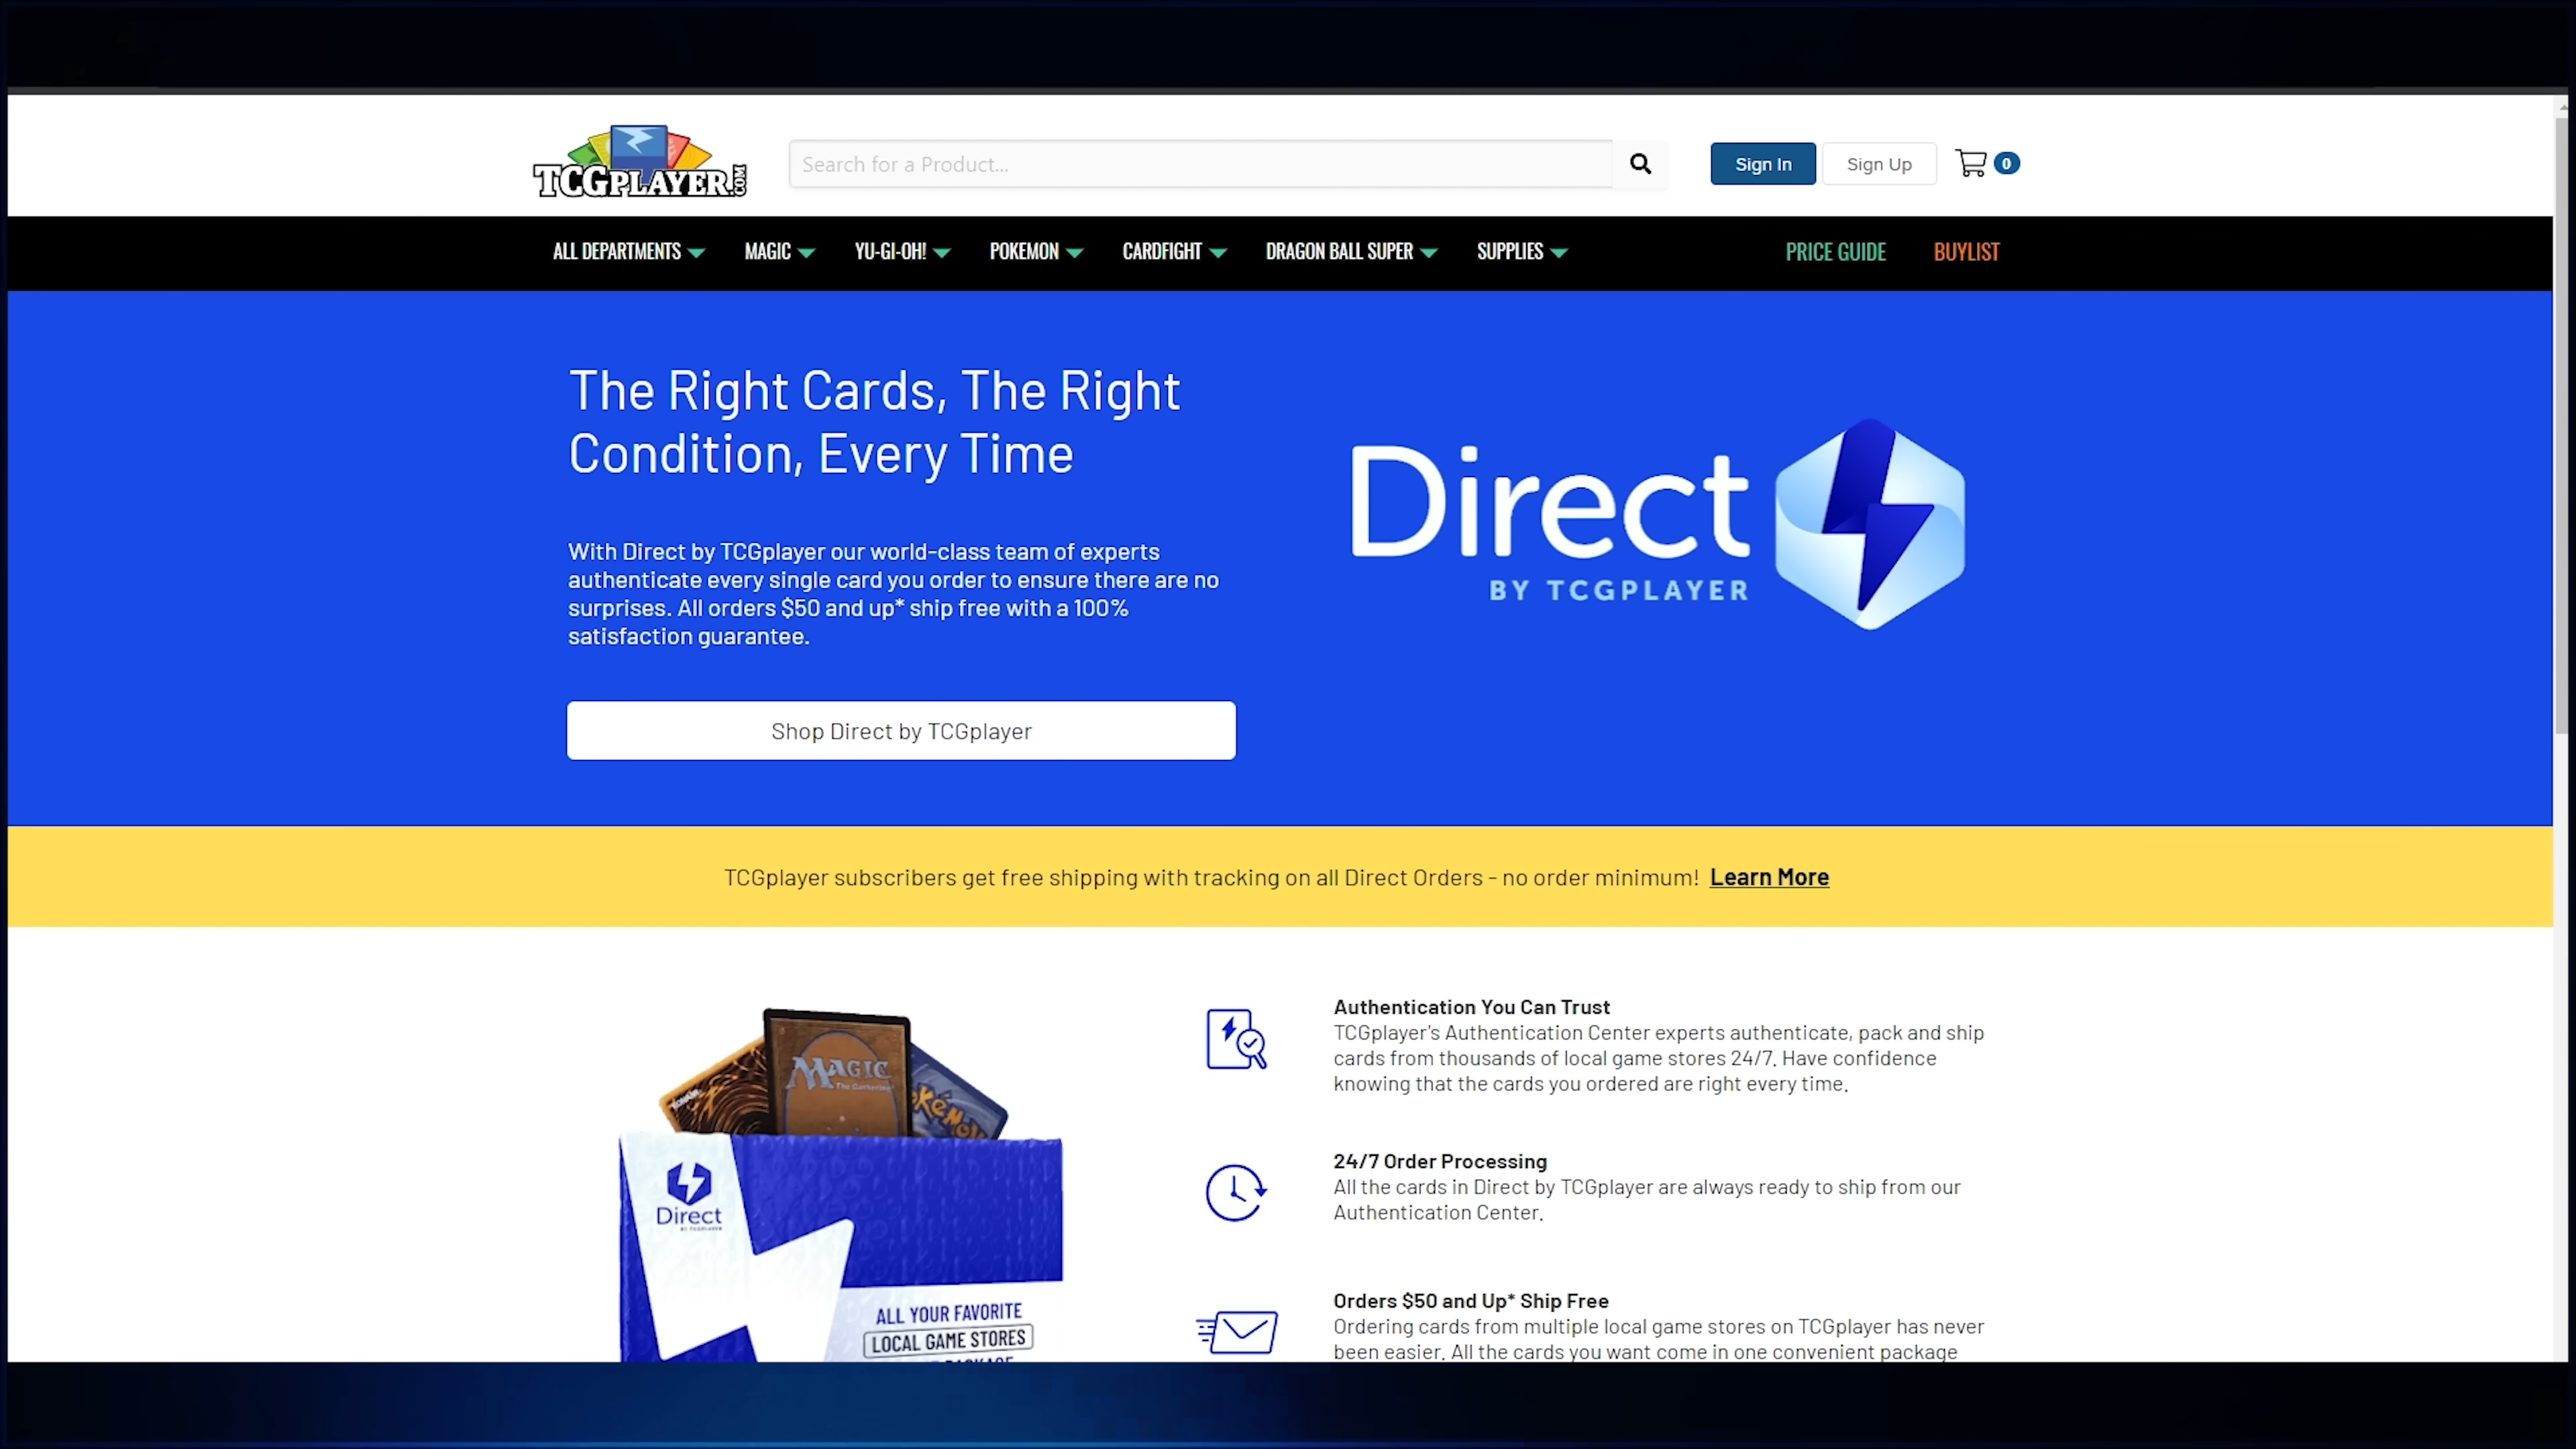 TCGPLAYER.COM
Search for a Product...
Sign In
Sign Up
0
ALL DEPARTMENTS
MAGIC
YU-GI-OH!
POKEMON
CARDFIGHT
DRAGON BALL SUPER
SUPPLIES
PRICE GUIDE
BUYLIST
The Right Cards, The Right
Condition, Every Time
With Direct by TCGplayer our world-class team of experts
authenticate every single card you order to ensure there are no
surprises. All orders $50 and up* ship free with a 100%
satisfaction guarantee.
Shop Direct by TCGplayer
Direct
BY TCGPLAYER
TCGplayer subscribers get free shipping with tracking on all Direct Orders - no order minimum! Learn More
KONAMI
MAGIC
The Gathering
Pokémon
Direct
BY TCGPLAYER
ALL YOUR FAVORITE
LOCAL GAME STORES
Authentication You Can Trust
TCGplayer's Authentication Center experts authenticate, pack and ship
cards from thousands of local game stores 24/7. Have confidence
knowing that the cards you ordered are right every time.
24/7 Order Processing
All the cards in Direct by TCGplayer are always ready to ship from our
Authentication Center.
Orders $50 and Up* Ship Free
Ordering cards from multiple local game stores on TCGplayer has never
been easier. All the cards you want come in one convenient package